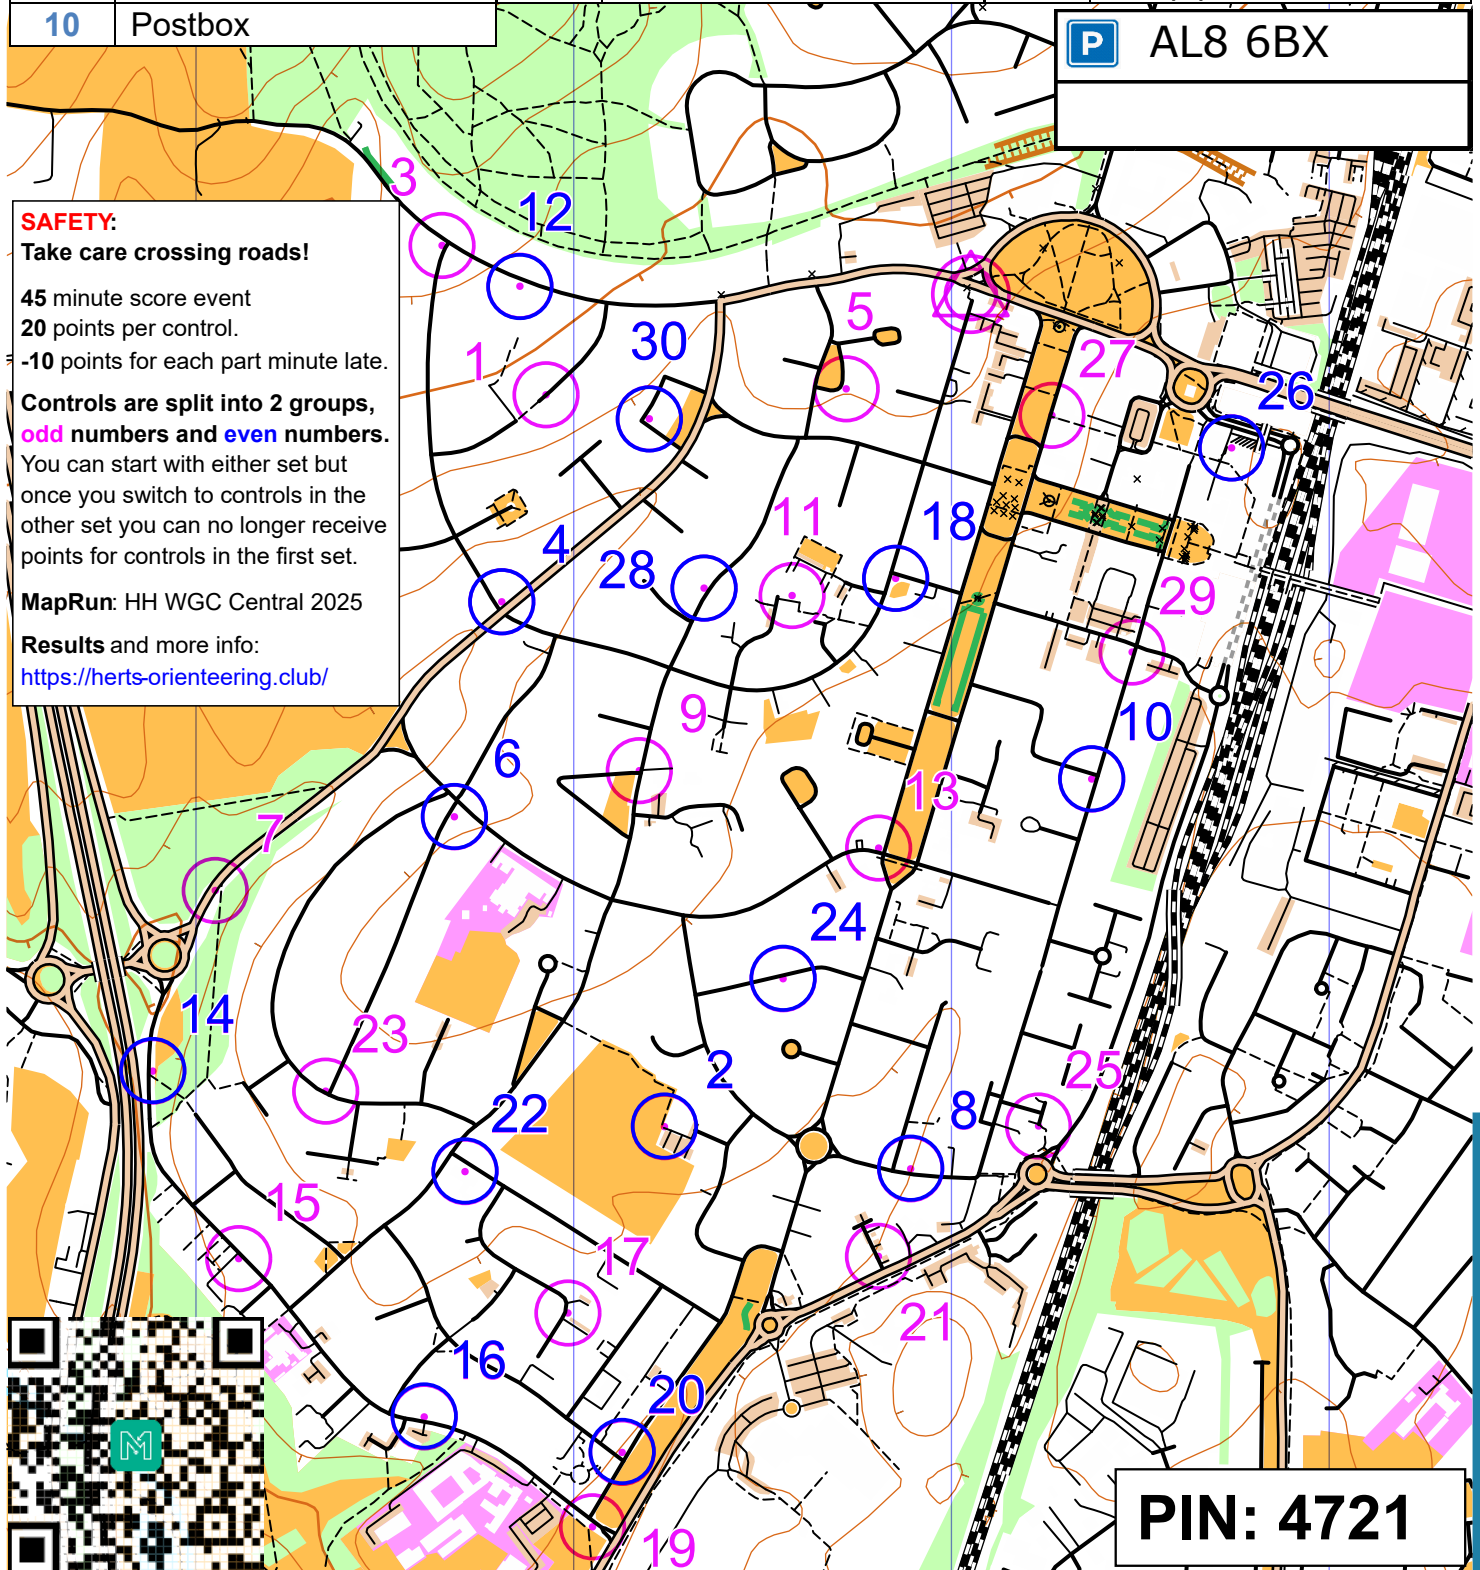 10 Postbox
P AL8 6BX
SAFETY:
Take care crossing roads!
45 minute score event
20 points per control.
-10 points for each part minute late.
Controls are split into 2 groups,
odd numbers and even numbers.
You can start with either set but
once you switch to controls in the
other set you can no longer receive
points for controls in the first set.
MapRun: HH WGC Central 2025
Results and more info:
https://herts-orienteering.club/
3
12
5
1
30
27
26
11
18
4
28
29
9
10
6
13
7
24
14
23
2
25
22
8
15
17
21
16
20
19
M
PIN: 4721